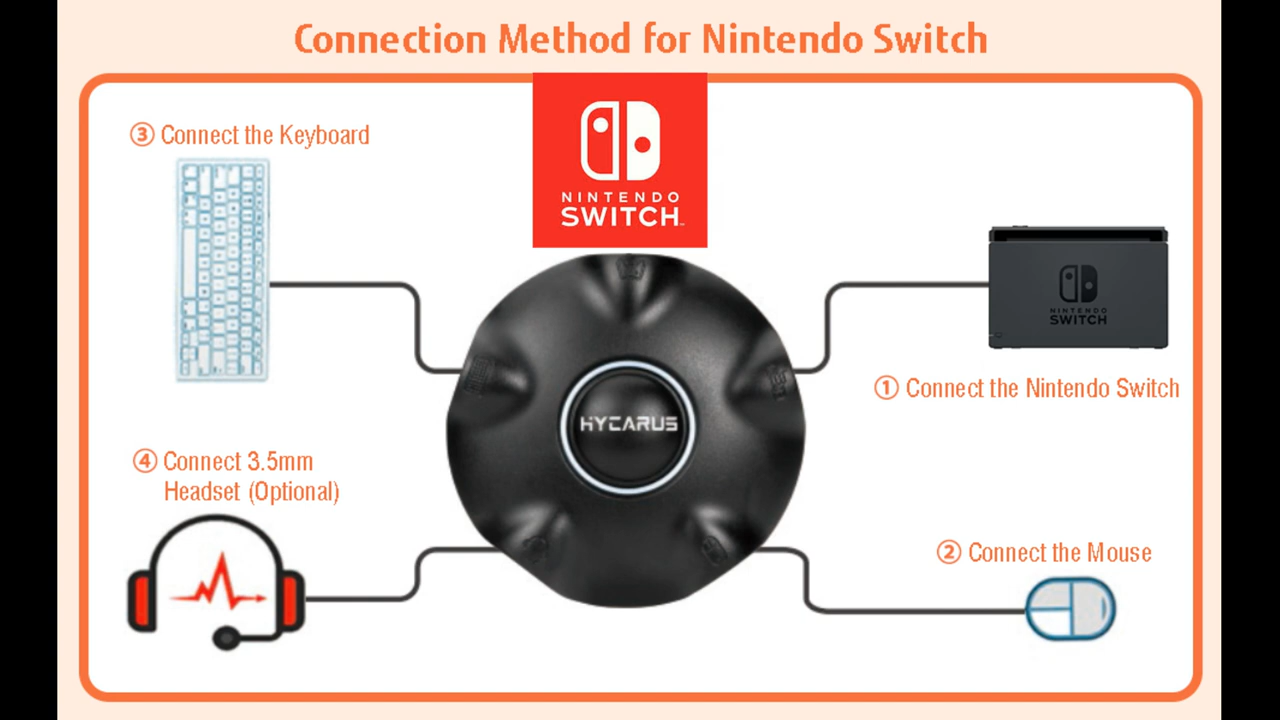 Connection Method for Nintendo Switch
③ Connect the Keyboard
NINTENDO
SWITCH
NINTENDO
SWITCH
① Connect the Nintendo Switch
HYCARUS
④ Connect 3.5mm
Headset (Optional)
② Connect the Mouse